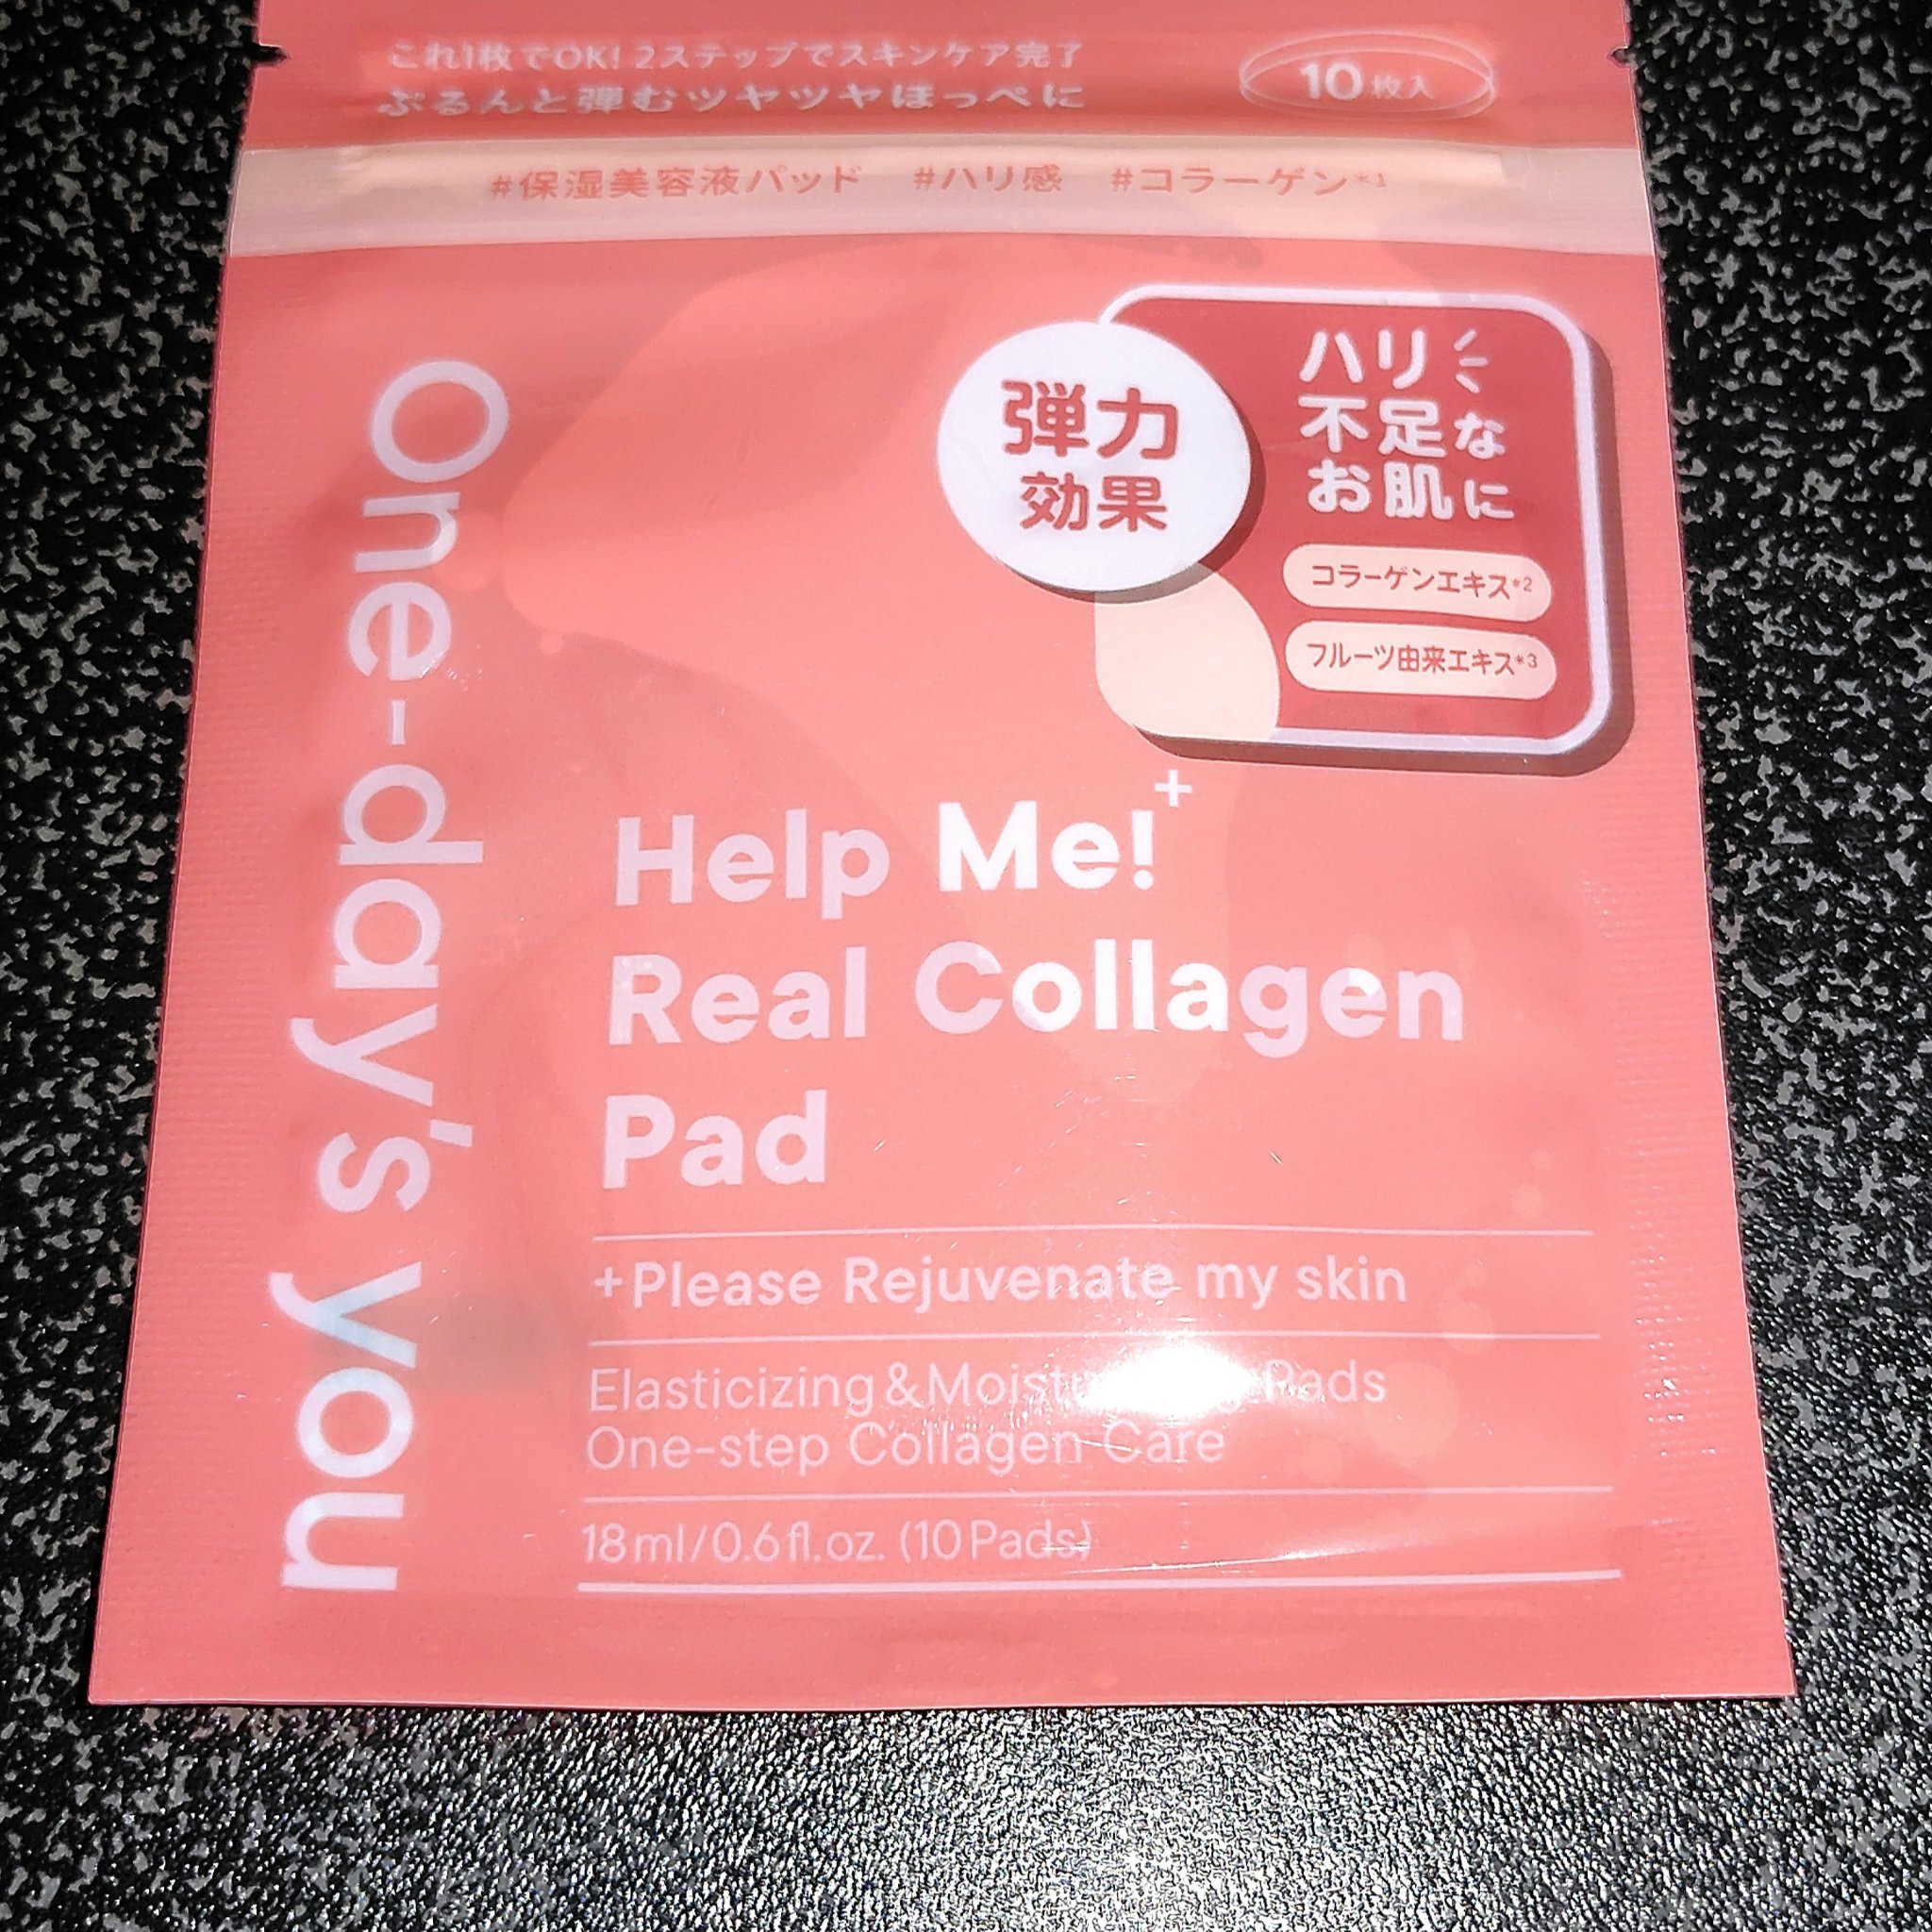 これ1枚でOK! 2ステップでスキンケア完了
ぷるんと弾むツヤツヤほっぺに
10枚入
#保湿美容液パッド #ハリ感 #コラーゲン*1
弾力
効果
ハリ
不足な
お肌に
コラーゲンエキス*2
フルーツ由来エキス*3
One-day's you
Help Me!+
Real Collagen
Pad
+Please Rejuvenate my skin
Elasticizing & Pads
One-step Collagen Care
18ml/0.6fl.oz. (10Pads)